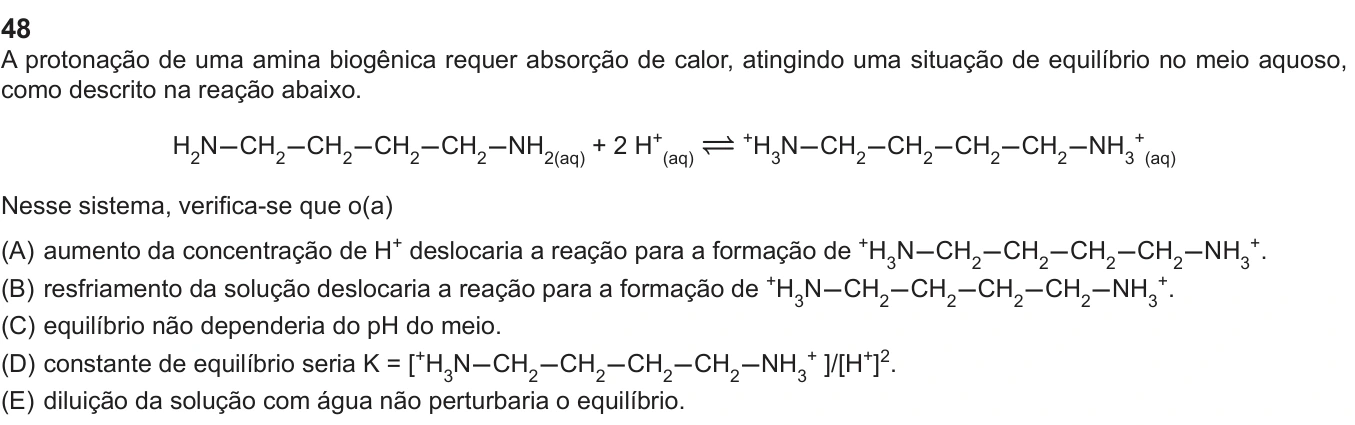 48
A protonação de uma amina biogênica requer absorção de calor, atingindo uma situação de equilíbrio no meio aquoso,
como descrito na reação abaixo.
H₂N–CH₂–CH₂–CH₂–CH₂–NH₂(aq) + 2 H⁺(aq) ⇌ ⁺H₃N–CH₂–CH₂–CH₂–CH₂–NH₃⁺(aq)
Nesse sistema, verifica-se que o(a)
(A) aumento da concentração de H⁺ deslocaria a reação para a formação de ⁺H₃N–CH₂–CH₂–CH₂–CH₂–NH₃⁺.
(B) resfriamento da solução deslocaria a reação para a formação de ⁺H₃N–CH₂–CH₂–CH₂–CH₂–NH₃⁺.
(C) equilíbrio não dependeria do pH do meio.
(D) constante de equilíbrio seria K = [⁺H₃N–CH₂–CH₂–CH₂–CH₂–NH₃⁺ ]/[H⁺]².
(E) diluição da solução com água não perturbaria o equilíbrio.